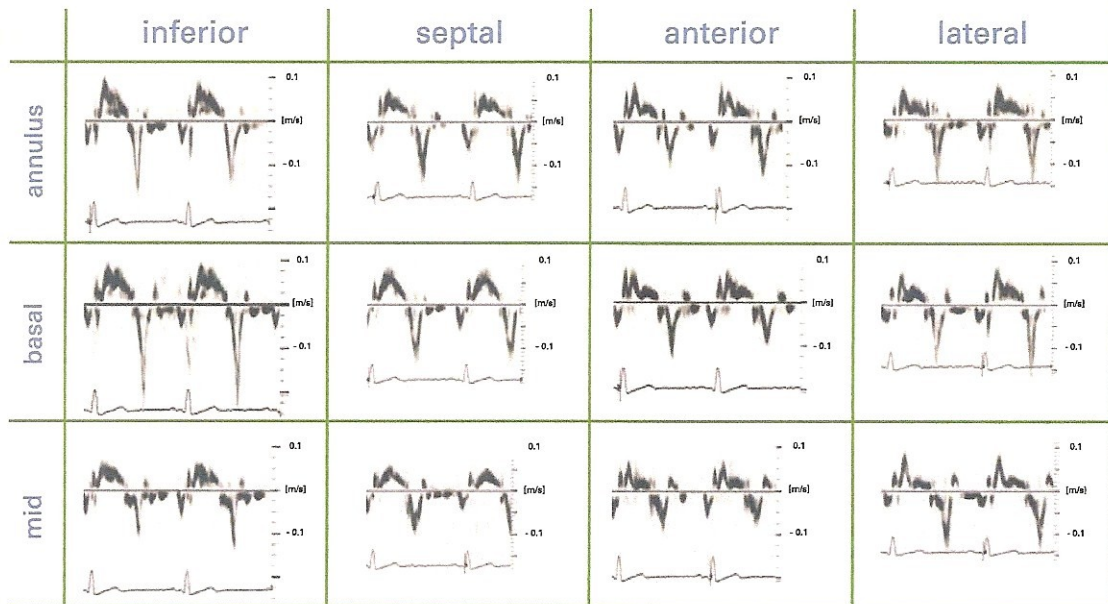 inferior septal anterior lateral
annulus
0.1 0.1 0.1 0.1
[m/s] [m/s] [m/s] [m/s]
- 0.1 - 0.1 - 0.1 - 0.1
basal
0.1 0.1 0.1 0.1
[m/s] [m/s] [m/s] [m/s]
- 0.1 - 0.1 - 0.1 - 0.1
mid
0.1 0.1 0.1 0.1
[m/s] [m/s] [m/s] [m/s]
- 0.1 - 0.1 - 0.1 - 0.1